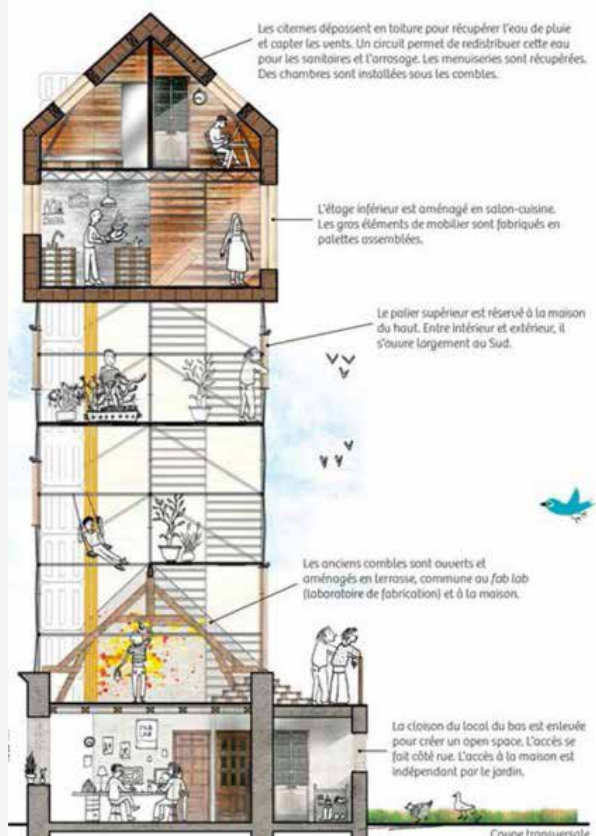 Les citernes dépassent en toiture pour récupérer l'eau de pluie
et capter les vents. Un circuit permet de redistribuer cette eau
pour les sanitaires et l'arrosage. Les menuiseries sont récupérées.
Des chambres sont installées sous les combles.
L'étage inférieur est aménagé en salon-cuisine.
Les gros éléments de mobilier sont fabriqués en
palettes assemblées.
Le palier supérieur est réservé à la maison
du haut. Entre intérieur et extérieur, il
s'ouvre largement au Sud.
Les anciens combles sont ouverts et
aménagés en terrasse, commune au fab lab
(laboratoire de fabrication) et à la maison.
FAB
LAB
La cloison du local du bas est enlevée
pour créer un open space. L'accès se
fait côté rue. L'accès à la maison est
indépendant par le jardin.
Coupe transversale